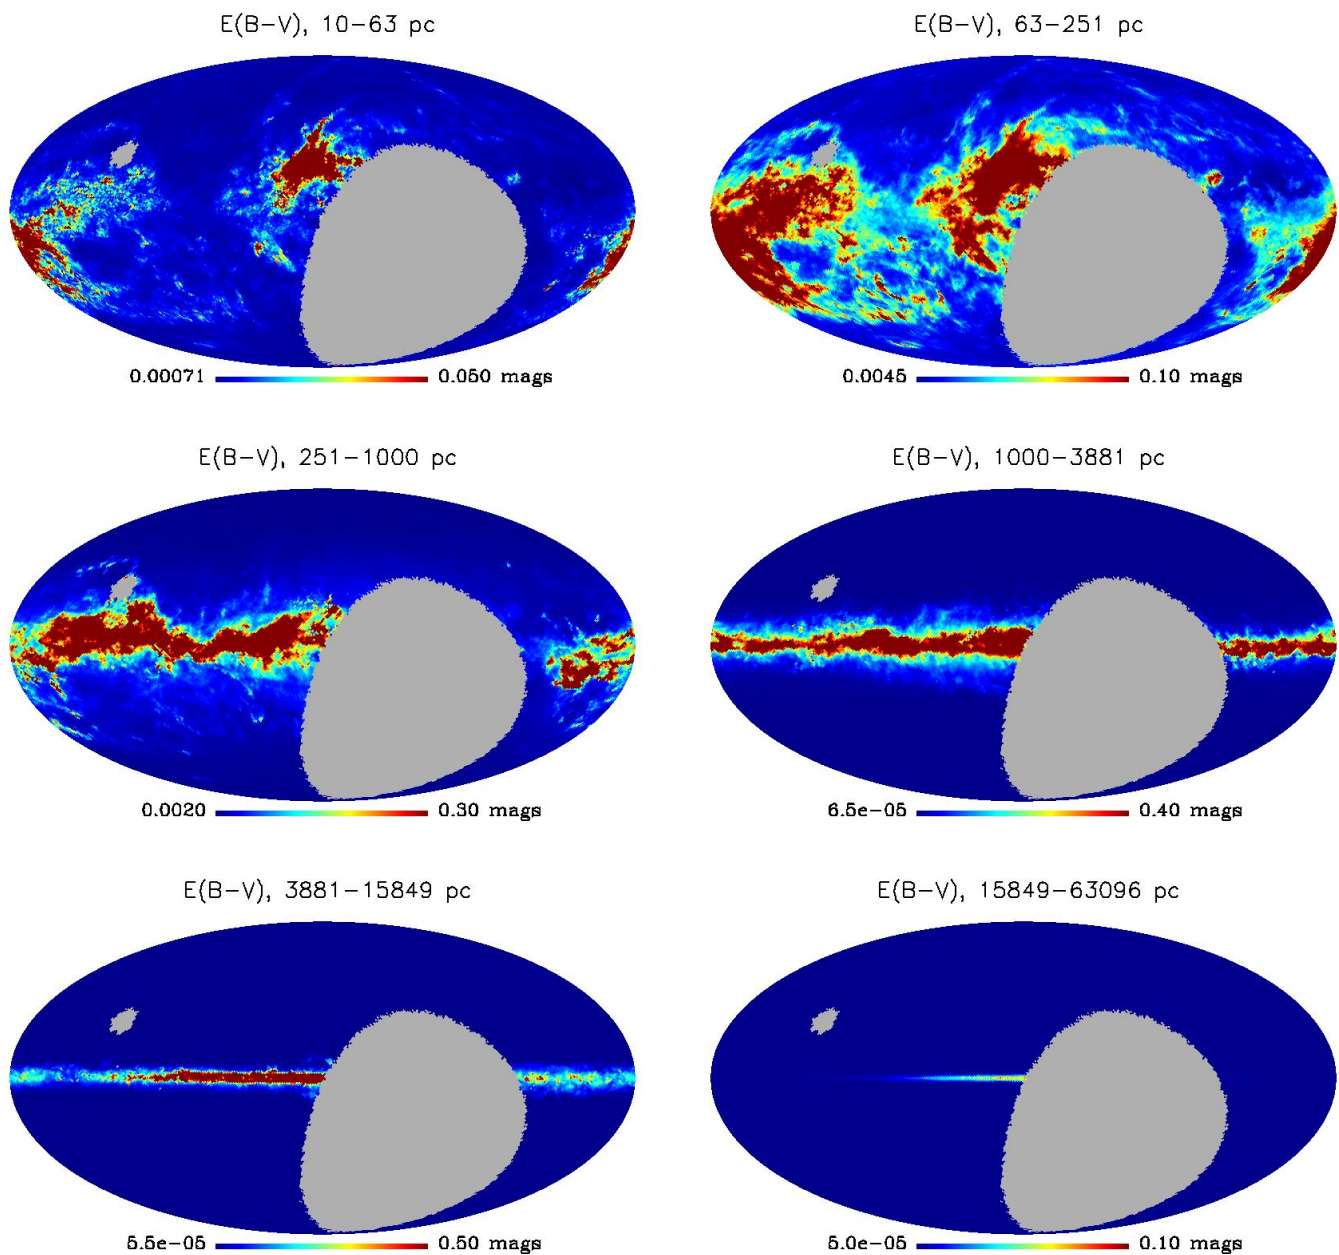 E(B-V), 10-63 pc
E(B-V), 63-251 pc
0.00071 0.050 mags
0.0045 0.10 mags
E(B-V), 251-1000 pc
E(B-V), 1000-3881 pc
0.0020 0.30 mags
6.5e-05 0.40 mags
E(B-V), 3881-15849 pc
E(B-V), 15849-63096 pc
5.5e-05 0.50 mags
5.0e-05 0.10 mags